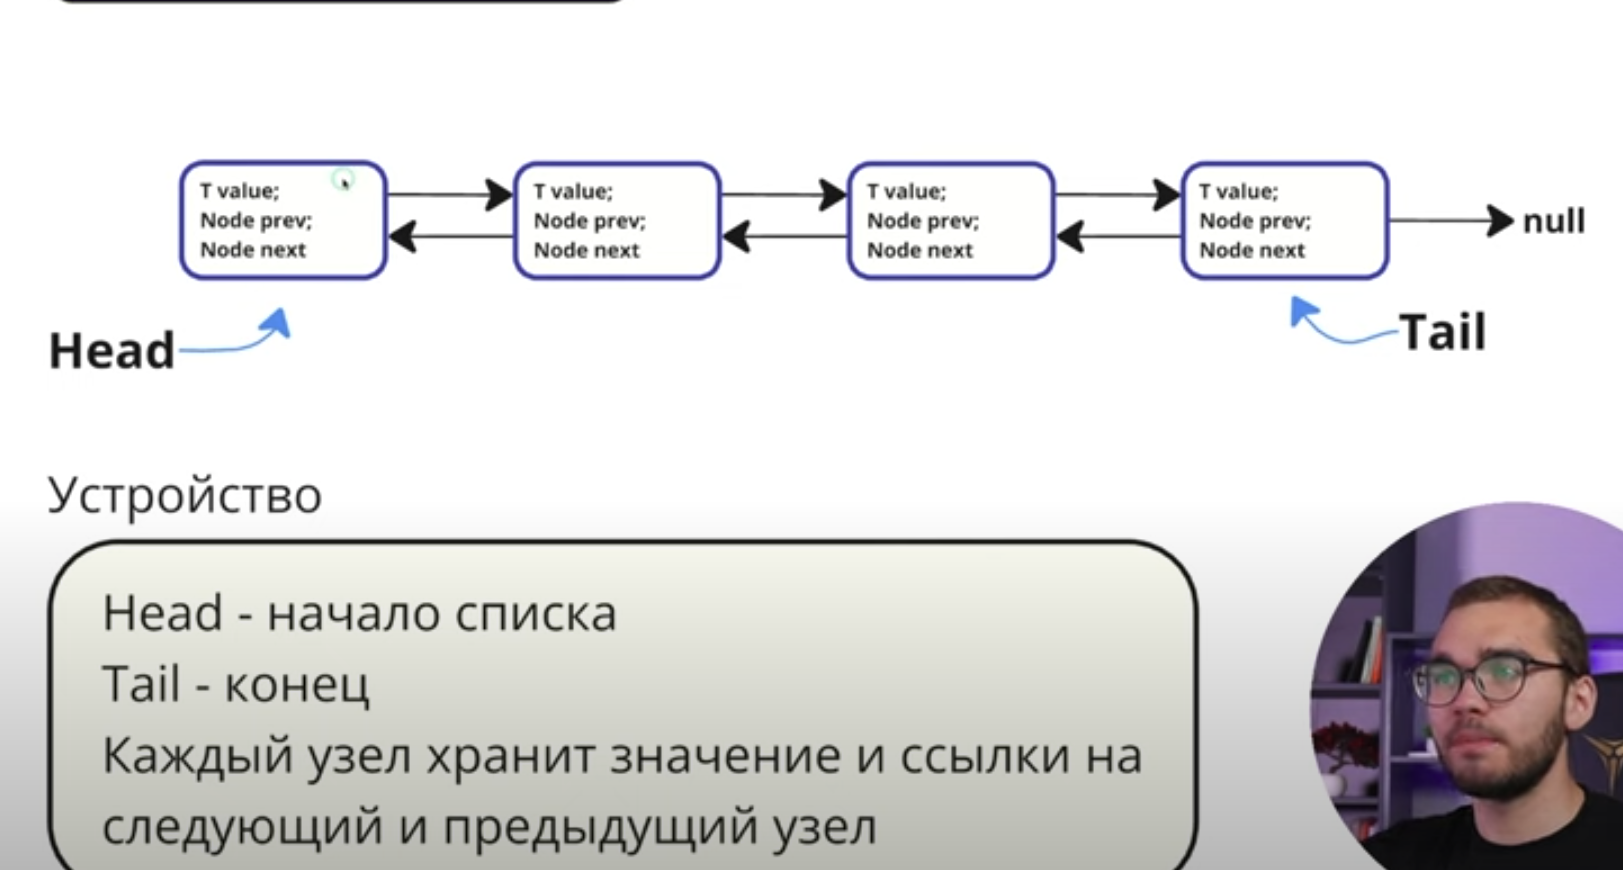 T value;
Node prev;
Node next
T value;
Node prev;
Node next
T value;
Node prev;
Node next
T value;
Node prev;
Node next
null
Head
Tail
Устройство
Head - начало списка
Tail - конец
Каждый узел хранит значение и ссылки на
следующий и предыдущий узел